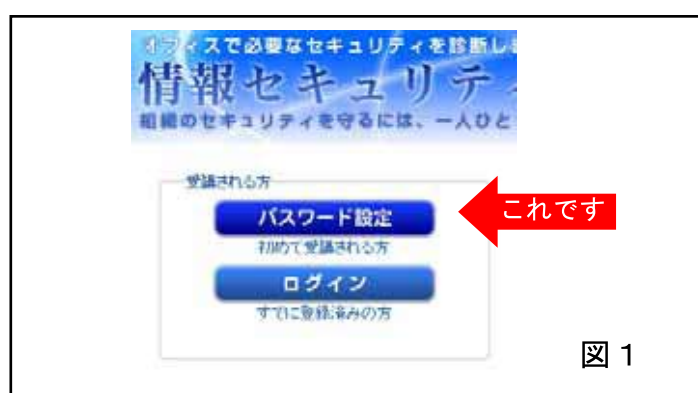 オフィスで必要なセキュリティを診断し
情報セキュリティ
組織のセキュリティを守るには、一人ひと
受講される方
パスワード設定
これです
初めて受講される方
ログイン
すでに登録済みの方
図1